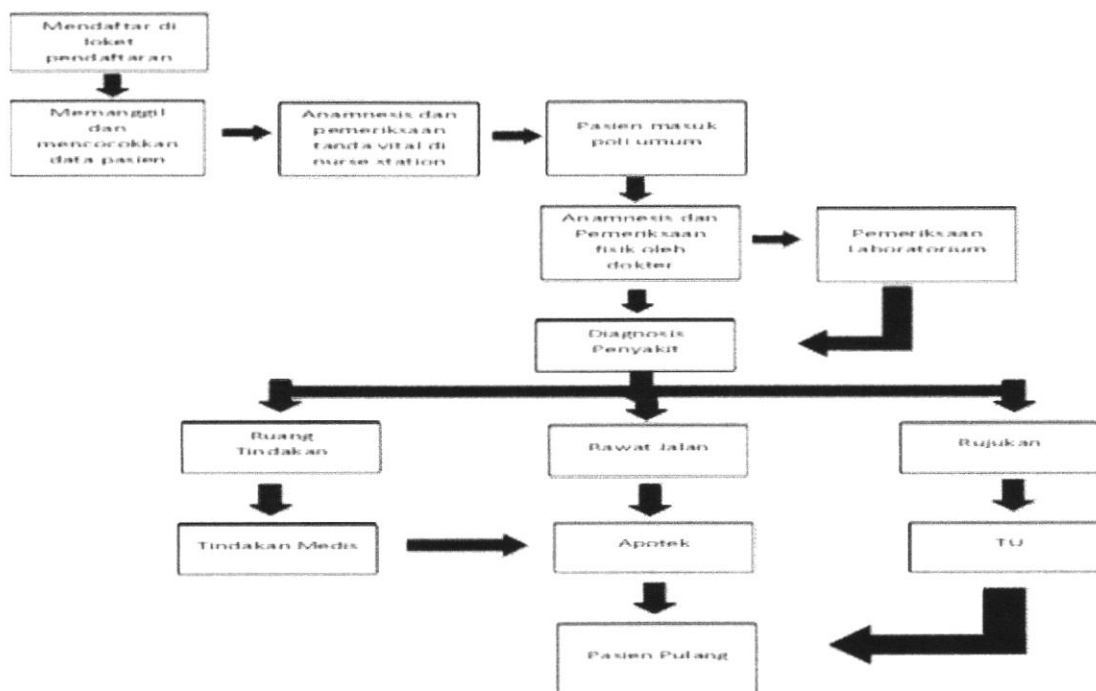 Mendaftar di
loket
pendaftaran
Memanggil
dan
mencocokkan
data pasien
Anamnesis dan
pemeriksaan
tanda vital di
nurse station
Pasien masuk
poli umum
Anamnesis dan
Pemeriksaan
fisik oleh
dokter
Pemeriksaan
Laboratorium
Diagnosis
Penyakit
Ruang
Tindakan
Rawat Jalan
Rujukan
Tindakan Medis
Apotek
TU
Pasien Pulang